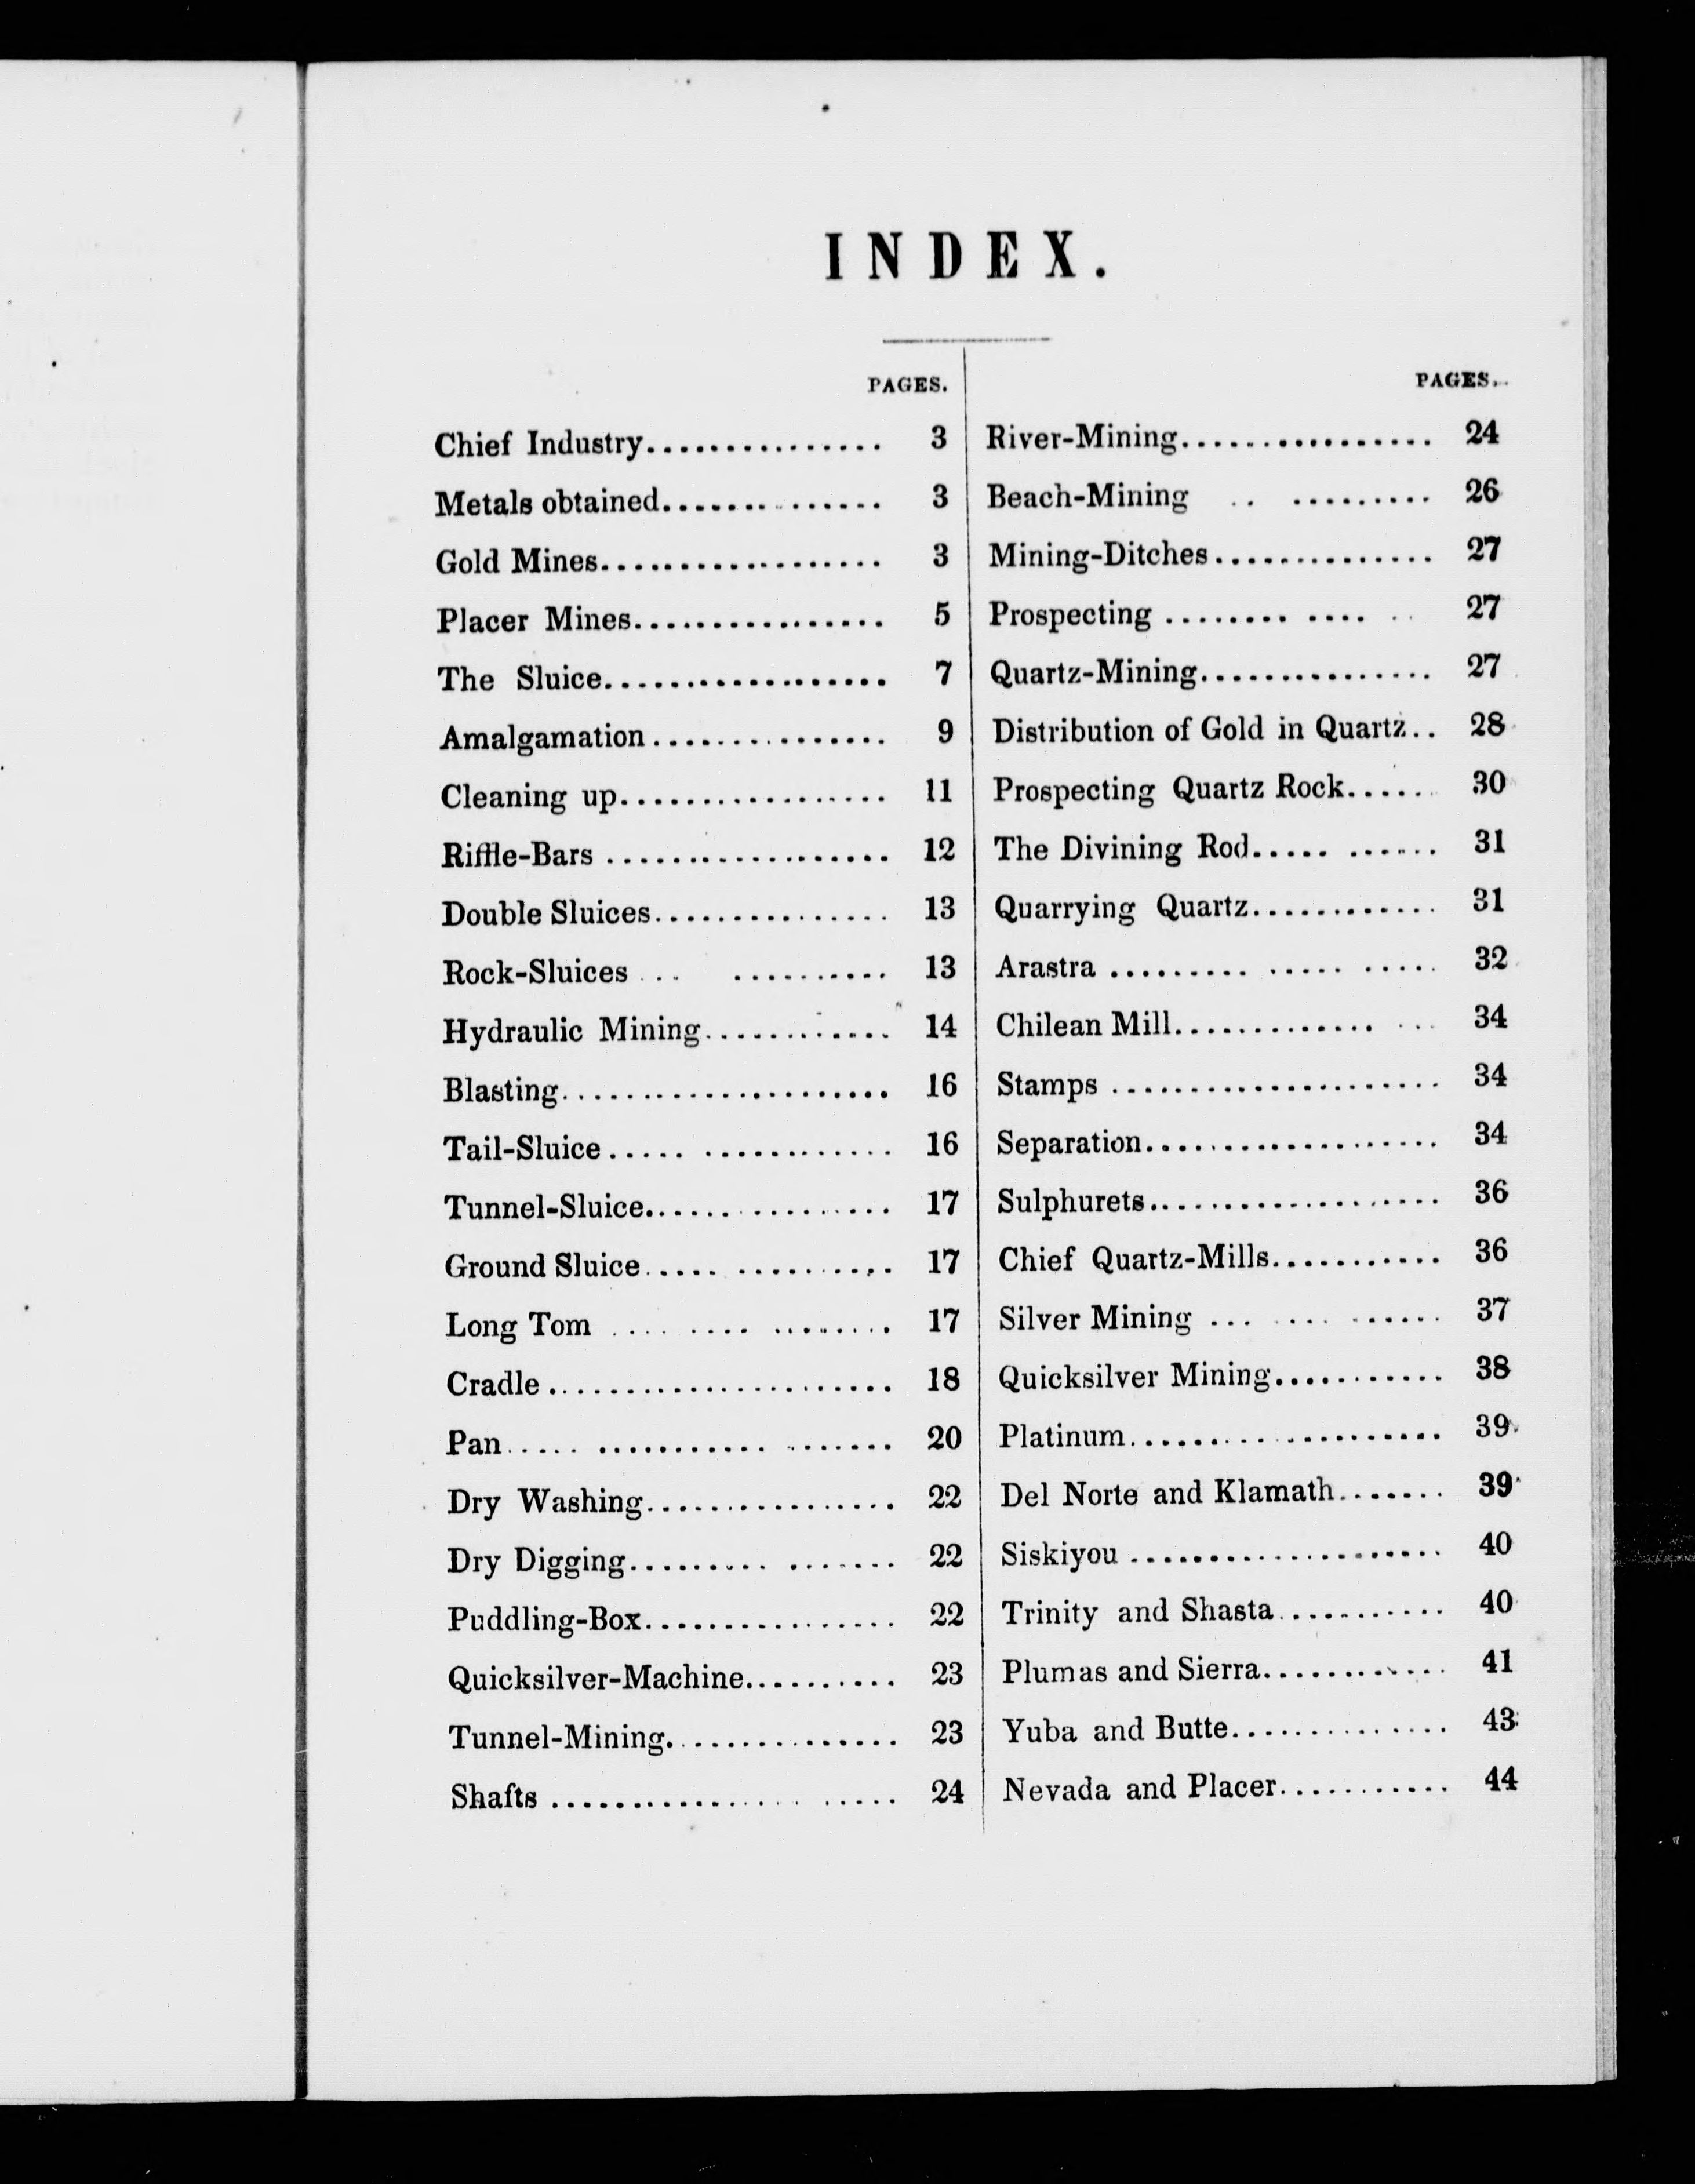 INDEX.
PAGES.
Chief Industry............... 3
Metals obtained.............. 3
Gold Mines.................. 3
Placer Mines................ 5
The Sluice.................. 7
Amalgamation............... 9
Cleaning up................. 11
Riffle-Bars .................. 12
Double Sluices............... 13
Rock-Sluices ... .......... 13
Hydraulic Mining............ 14
Blasting..................... 16
Tail-Sluice..... ............ 16
Tunnel-Sluice................ 17
Ground Sluice..... .......... 17
Long Tom .... .... ........ 17
Cradle...................... 18
Pan..... ........... ....... 20
Dry Washing................ 22
Dry Digging......... ....... 22
Puddling-Box................ 22
Quicksilver-Machine.......... 23
Tunnel-Mining............... 23
Shafts ................ ..... 24
PAGES.
River-Mining................ 24
Beach-Mining .. ......... 26
Mining-Ditches.............. 27
Prospecting ........ .... .. 27
Quartz-Mining............... 27
Distribution of Gold in Quartz.. 28
Prospecting Quartz Rock...... 30
The Divining Rod..... ...... 31
Quarrying Quartz............ 31
Arastra ......... ..... ..... 32
Chilean Mill............. ... 34
Stamps ..................... 34
Separation................... 34
Sulphurets................... 36
Chief Quartz-Mills........... 36
Silver Mining ... .... ...... 37
Quicksilver Mining........... 38
Platinum.................... 39
Del Norte and Klamath....... 39
Siskiyou .................... 40
Trinity and Shasta........... 40
Plumas and Sierra............ 41
Yuba and Butte.............. 43
Nevada and Placer........... 44